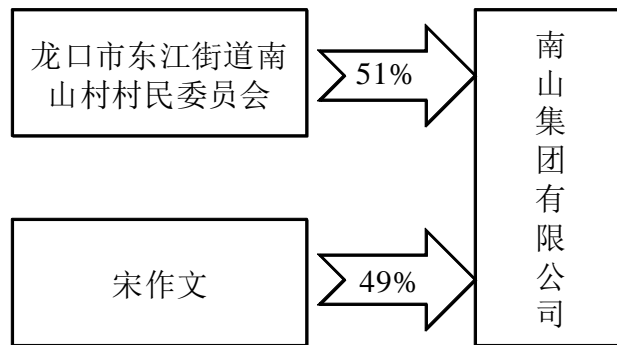 龙口市东江街道南
山村村民委员会
51%
南山集团有限公司
宋作文
49%